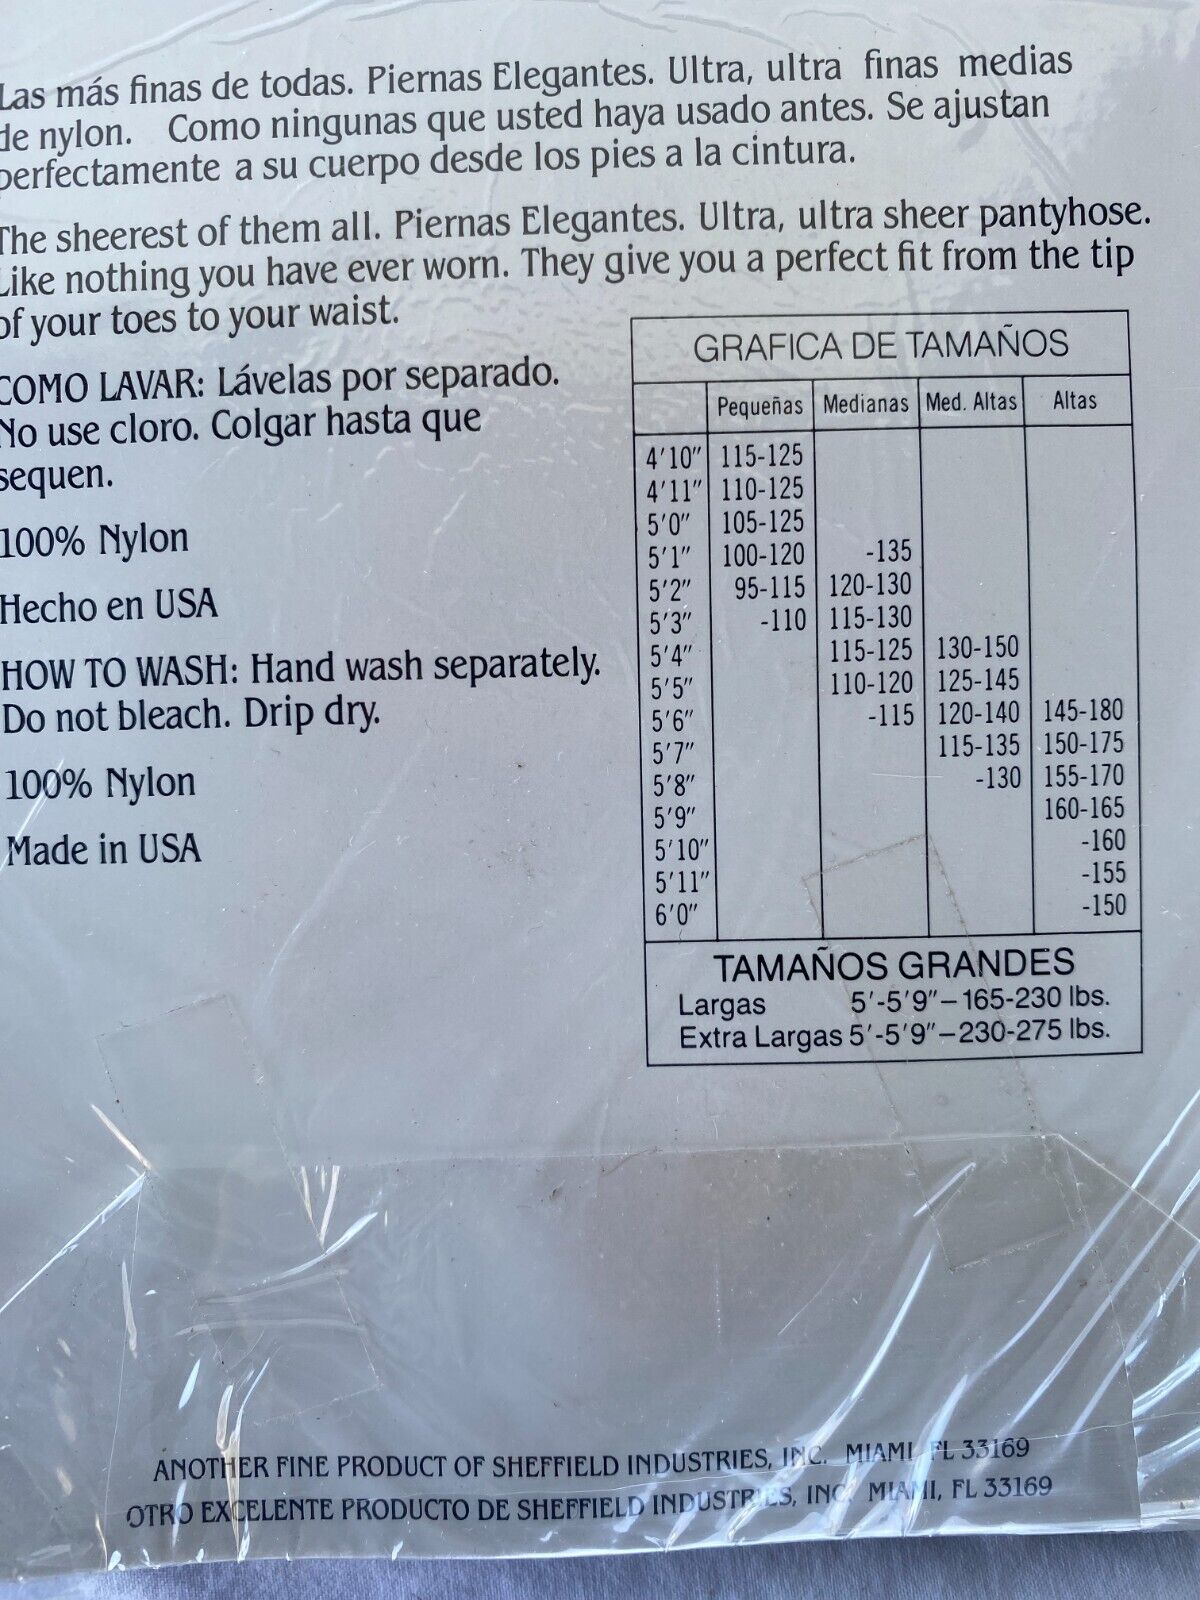 Las más finas de todas. Piernas Elegantes. Ultra, ultra finas medias
de nylon. Como ningunas que usted haya usado antes. Se ajustan
perfectamente a su cuerpo desde los pies a la cintura.
The sheerest of them all. Piernas Elegantes. Ultra, ultra sheer pantyhose.
Like nothing you have ever worn. They give you a perfect fit from the tip
of your toes to your waist.
COMO LAVAR: Lávelas por separado.
No use cloro. Colgar hasta que
sequen.
100% Nylon
Hecho en USA
HOW TO WASH: Hand wash separately.
Do not bleach. Drip dry.
100% Nylon
Made in USA
GRAFICA DE TAMAÑOS
Pequeñas Medianas Med. Altas Altas
4'10" 115-125
4'11" 110-125
5'0" 105-125
5'1" 100-120 -135
5'2" 95-115 120-130
5'3" -110 115-130
5'4" 115-125 130-150
5'5" 110-120 125-145
5'6" -115 120-140 145-180
5'7" 115-135 150-175
5'8" -130 155-170
5'9" 160-165
5'10" -160
5'11" -155
6'0" -150
TAMAÑOS GRANDES
Largas 5'-5'9"–165-230 lbs.
Extra Largas 5'-5'9"–230-275 lbs.
ANOTHER FINE PRODUCT OF SHEFFIELD INDUSTRIES, INC. MIAMI FL 33169
OTRO EXCELENTE PRODUCTO DE SHEFFIELD INDUSTRIES, INC. MIAMI, FL 33169